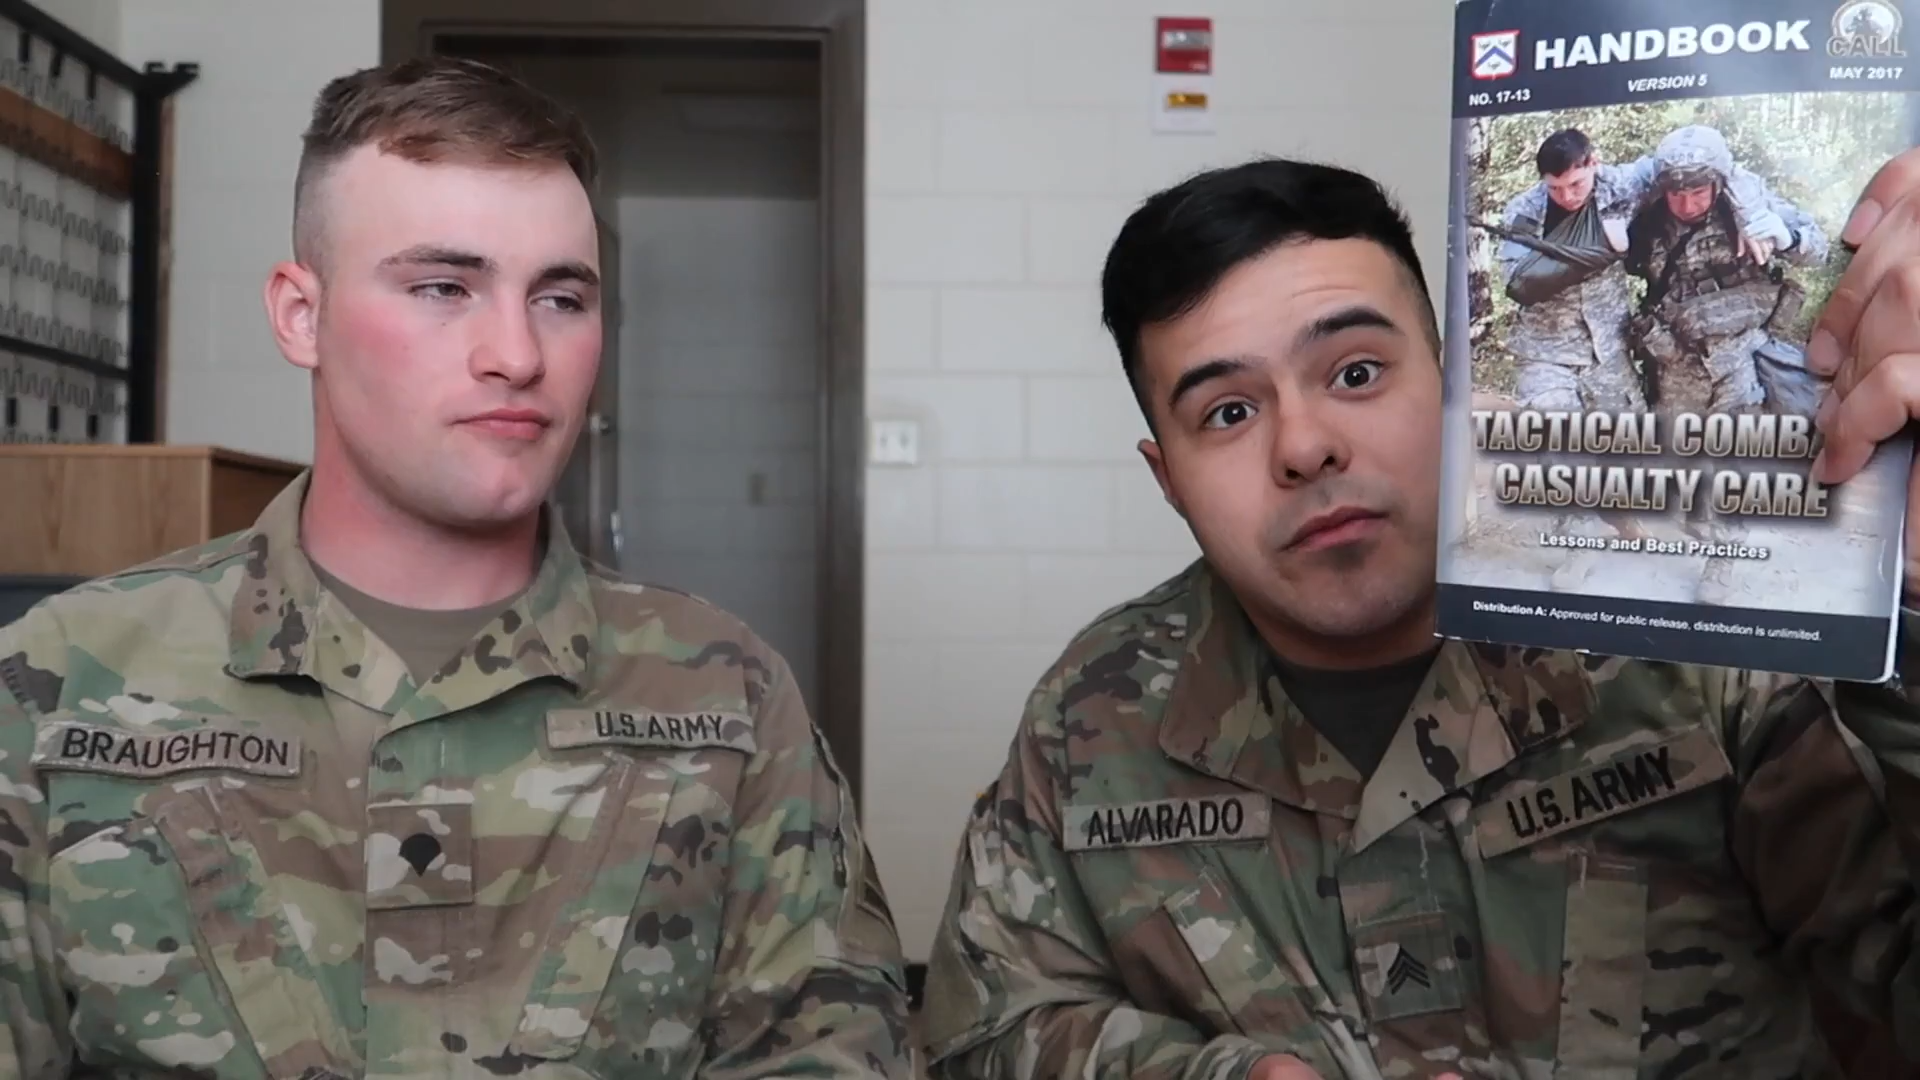 HANDBOOK
CALL
VERSION 5
MAY 2017
NO. 17-13
TACTICAL COMBA
CASUALTY CARE
Lessons and Best Practices
Distribution A: Approved for public release, distribution is unlimited.
BRAUGHTON
U.S. ARMY
ALVARADO
U.S. ARMY